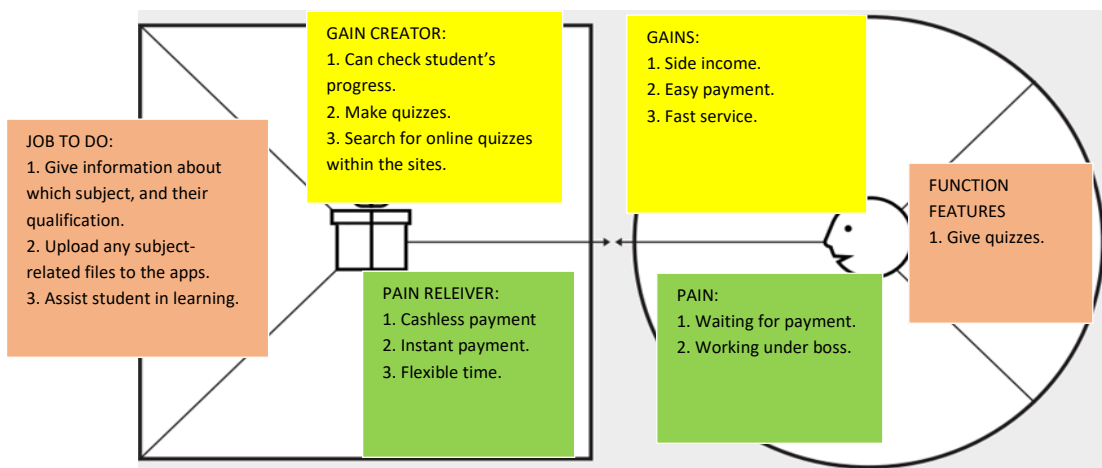 GAIN CREATOR:
1. Can check student’s
progress.
2. Make quizzes.
3. Search for online quizzes
within the sites.
GAINS:
1. Side income.
2. Easy payment.
3. Fast service.
JOB TO DO:
1. Give information about
which subject, and their
qualification.
2. Upload any subject-
related files to the apps.
3. Assist student in learning.
FUNCTION
FEATURES
1. Give quizzes.
PAIN RELEIVER:
1. Cashless payment
2. Instant payment.
3. Flexible time.
PAIN:
1. Waiting for payment.
2. Working under boss.